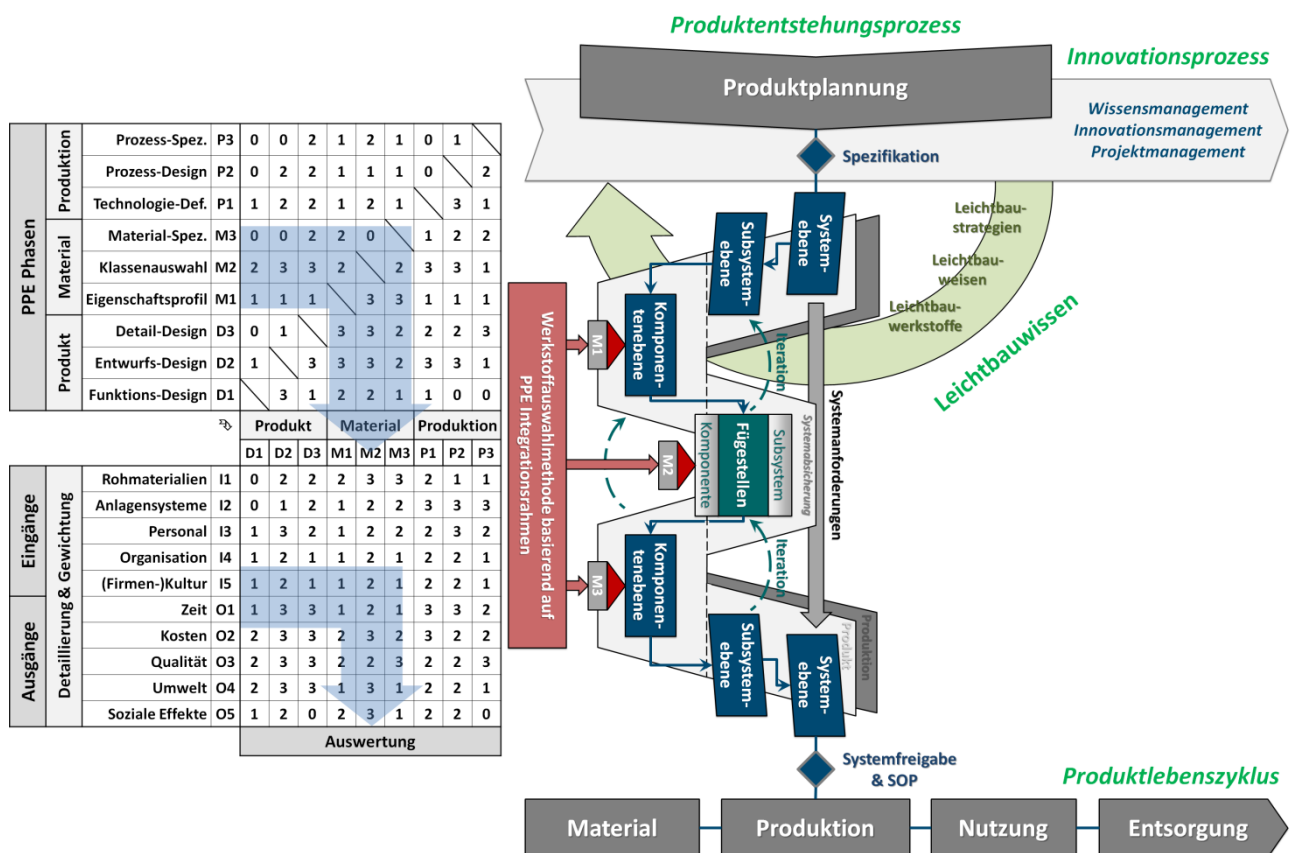 Produktentstehungsprozess
Innovationsprozess
Produktplannung
Wissensmanagement
Innovationsmanagement
Projektmanagement
Spezifikation
PPE Phasen
Produktion
Prozess-Spez. P3 0 0 2 1 2 1 0 1
Prozess-Design P2 0 2 2 1 1 1 0 2
Technologie-Def. P1 1 2 2 1 2 1 3 1
Material
Material-Spez. M3 0 0 2 2 0 1 2 2
Klassenauswahl M2 2 3 3 2 2 3 3 1
Eigenschaftsprofil M1 1 1 1 3 3 1 1 1
Produkt
Detail-Design D3 0 1 3 3 2 2 2 3
Entwurfs-Design D2 1 3 3 3 2 3 3 1
Funktions-Design D1 3 1 2 2 1 1 0 0
Produkt Material Produktion
D1 D2 D3 M1 M2 M3 P1 P2 P3
Eingänge
Ausgänge
Detaillierung & Gewichtung
Rohmaterialien I1 0 2 2 2 3 3 2 1 1
Anlagensysteme I2 0 1 2 1 2 2 3 3 3
Personal I3 1 3 2 1 2 2 2 3 2
Organisation I4 1 2 1 1 2 1 2 2 1
(Firmen-)Kultur I5 1 2 1 1 2 1 2 2 1
Zeit O1 1 3 3 1 2 1 3 3 2
Kosten O2 2 3 3 2 3 2 3 2 2
Qualität O3 2 3 3 2 2 3 2 2 3
Umwelt O4 2 3 3 1 3 1 2 2 1
Soziale Effekte O5 1 2 0 2 3 1 2 2 0
Auswertung
Werkstoffauswahlmethode basierend auf
PPE Integrationsrahmen
System-
ebene
Subsystem-
ebene
Komponen-
tenebene
M1
Iteration
Leichtbau-
strategien
Leichtbau-
weisen
Leichtbau-
werkstoffe
Leichtbauwissen
M2
Komponente
Fügestellen
Subsystem
Systemabsicherung
Systemanforderungen
M3
Komponen-
tenebene
Iteration
Subsystem-
ebene
System-
ebene
Produkt
Produktion
Systemfreigabe
& SOP
Produktlebenszyklus
Material
Produktion
Nutzung
Entsorgung